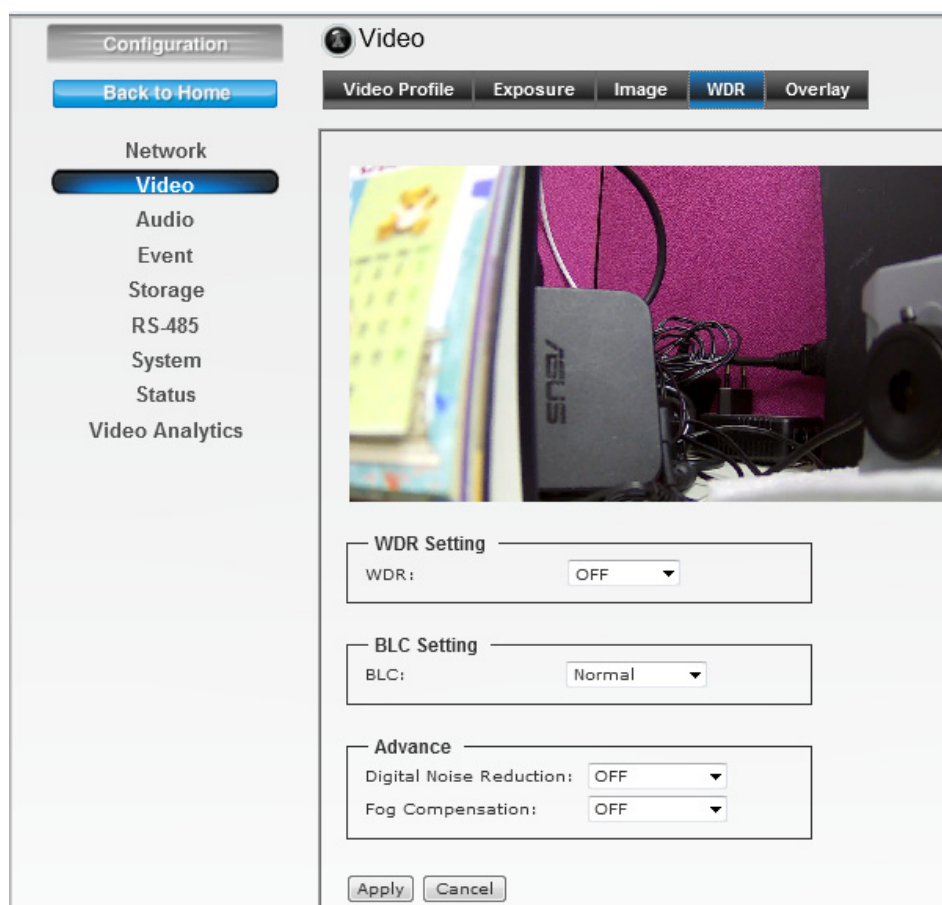 Configuration
Back to Home
Network
Video
Audio
Event
Storage
RS-485
System
Status
Video Analytics
Video
Video Profile Exposure Image WDR Overlay
ASUS
WDR Setting
WDR: OFF
BLC Setting
BLC: Normal
Advance
Digital Noise Reduction: OFF
Fog Compensation: OFF
Apply Cancel